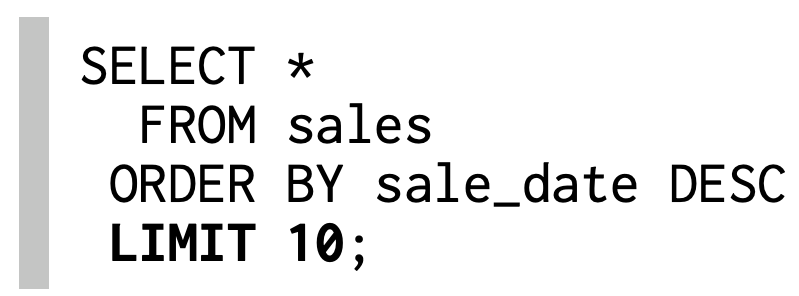 SELECT *
  FROM sales
 ORDER BY sale_date DESC
 LIMIT 10;